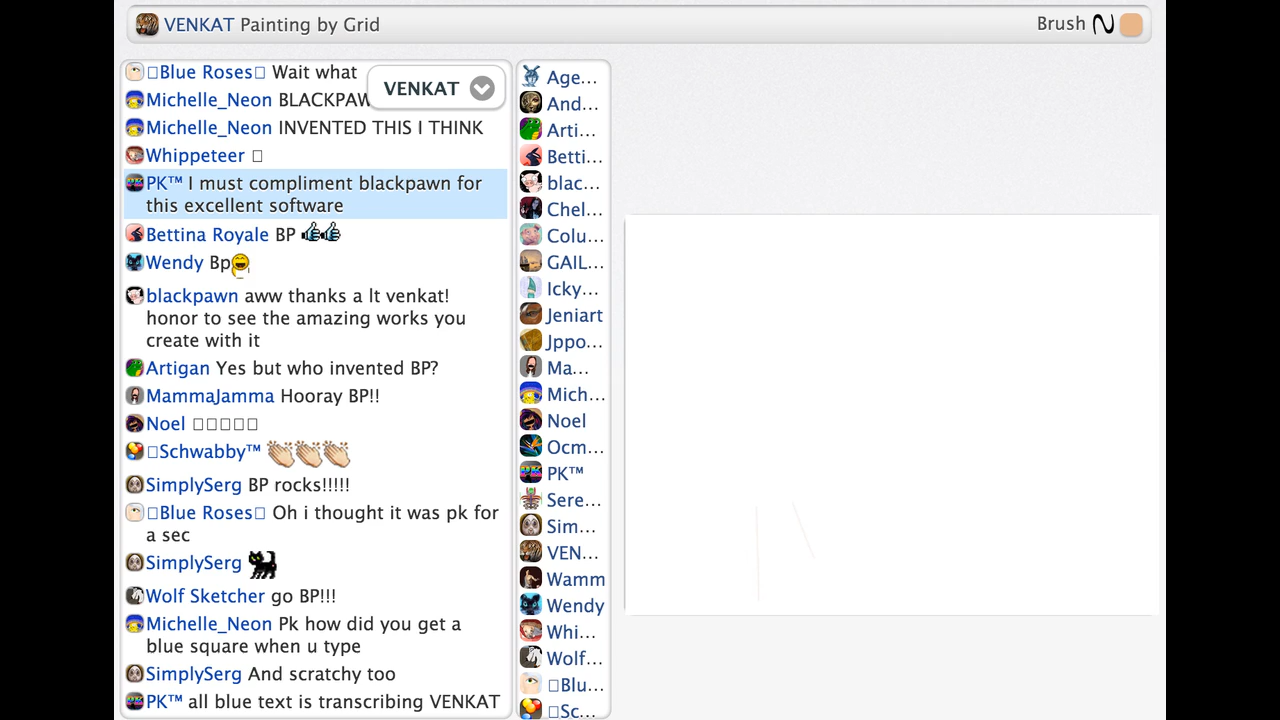 VENKAT Painting by Grid
Brush
Blue Roses Wait what
VENKAT
Michelle_Neon BLACKPAW
Michelle_Neon INVENTED THIS I THINK
Whippeteer
PK™ I must compliment blackpawn for
this excellent software
Bettina Royale BP
Wendy Bp
blackpawn aww thanks a lt venkat!
honor to see the amazing works you
create with it
Artigan Yes but who invented BP?
MammaJamma Hooray BP!!
Noel
Schwabby™
SimplySerg BP rocks!!!!!
Blue Roses Oh i thought it was pk for
a sec
SimplySerg
Wolf Sketcher go BP!!!
Michelle_Neon Pk how did you get a
blue square when u type
SimplySerg And scratchy too
PK™ all blue text is transcribing VENKAT
Age...
And...
Arti...
Betti...
blac...
Chel...
Colu...
GAIL...
Icky...
Jeniart
Jppo...
Ma...
Mich...
Noel
Ocm...
PK™
Sere...
Sim...
VEN...
Wamm
Wendy
Whi...
Wolf...
Blu...
Sc...